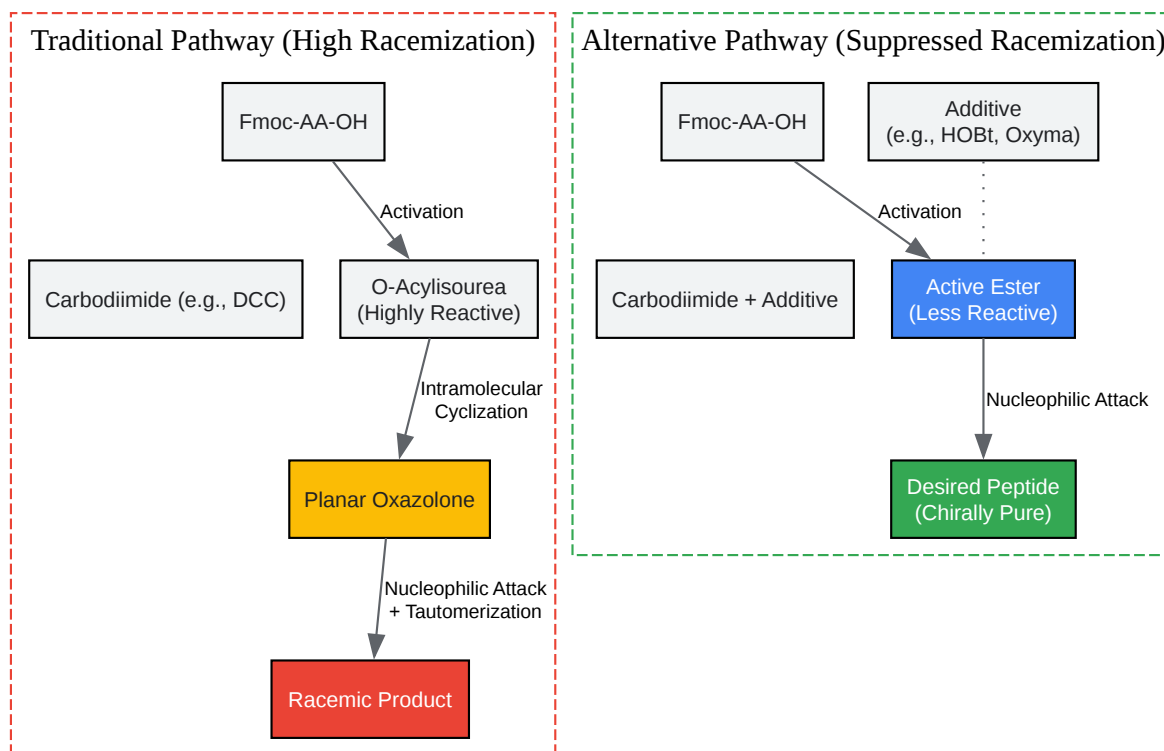 Traditional Pathway (High Racemization)
Fmoc-AA-OH
Activation
Carbodiimide (e.g., DCC)
O-Acylisourea
(Highly Reactive)
Intramolecular
Cyclization
Planar Oxazolone
Nucleophilic Attack
+ Tautomerization
Racemic Product
Alternative Pathway (Suppressed Racemization)
Fmoc-AA-OH
Additive
(e.g., HOBt, Oxyma)
Activation
Carbodiimide + Additive
Active Ester
(Less Reactive)
Nucleophilic Attack
Desired Peptide
(Chirally Pure)